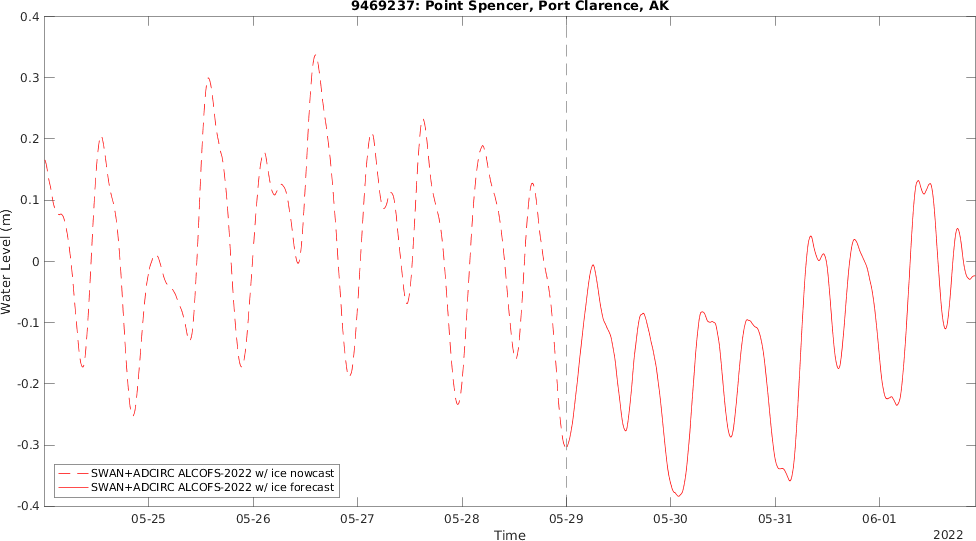 9469237: Point Spencer, Port Clarence, AK
0.4
0.3
0.2
0.1
0
-0.1
-0.2
-0.3
-0.4
Water Level (m)
SWAN+ADCIRC ALCOFS-2022 w/ ice nowcast
SWAN+ADCIRC ALCOFS-2022 w/ ice forecast
05-25 05-26 05-27 05-28 05-29 05-30 05-31 06-01
Time
2022